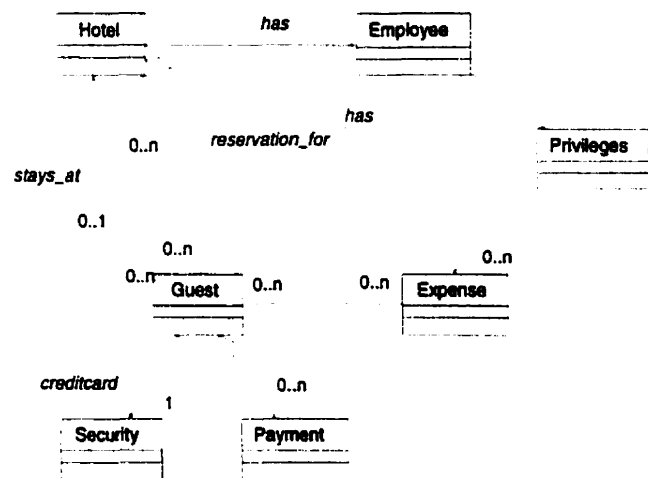 has
Hotel
Employee
has
reservation_for
0..n
Privileges
stays_at
0..1
0..n
0..n
0..n
Guest
0..n
0..n
Expense
creditcard
0..n
1
Security
Payment